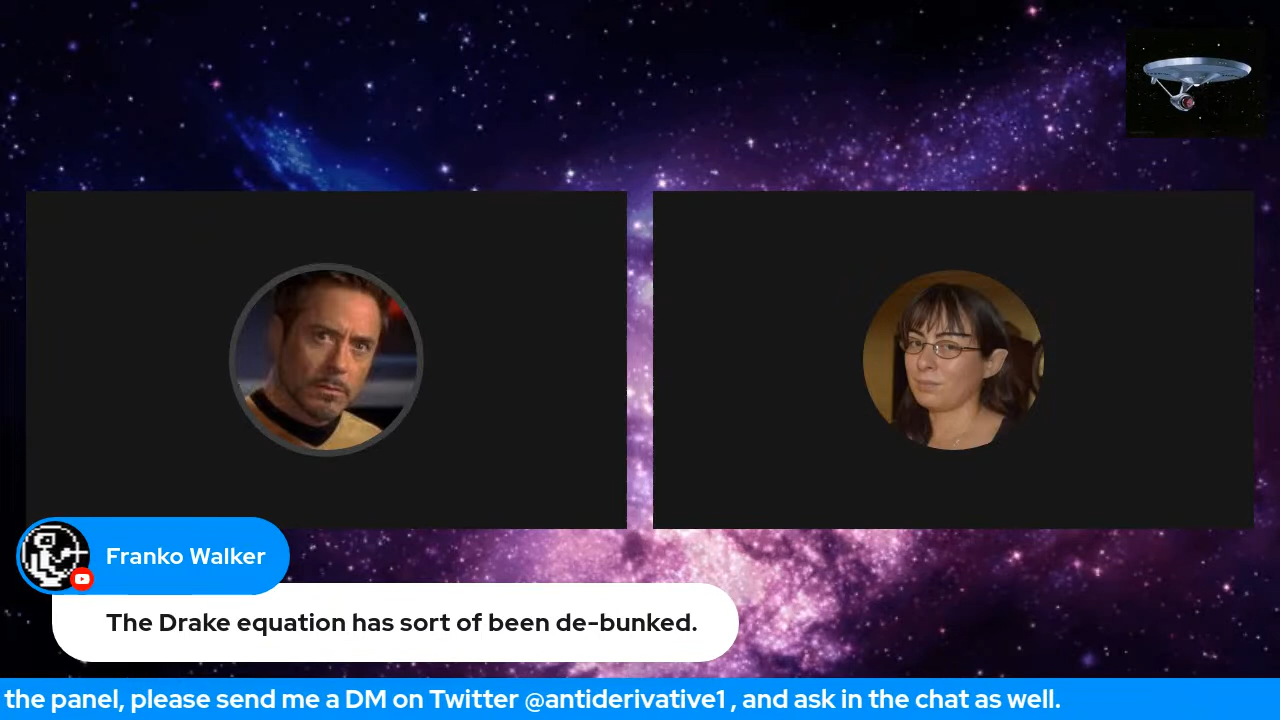 Franko Walker
The Drake equation has sort of been de-bunked.
the panel, please send me a DM on Twitter @antiderivative1 , and ask in the chat as well.